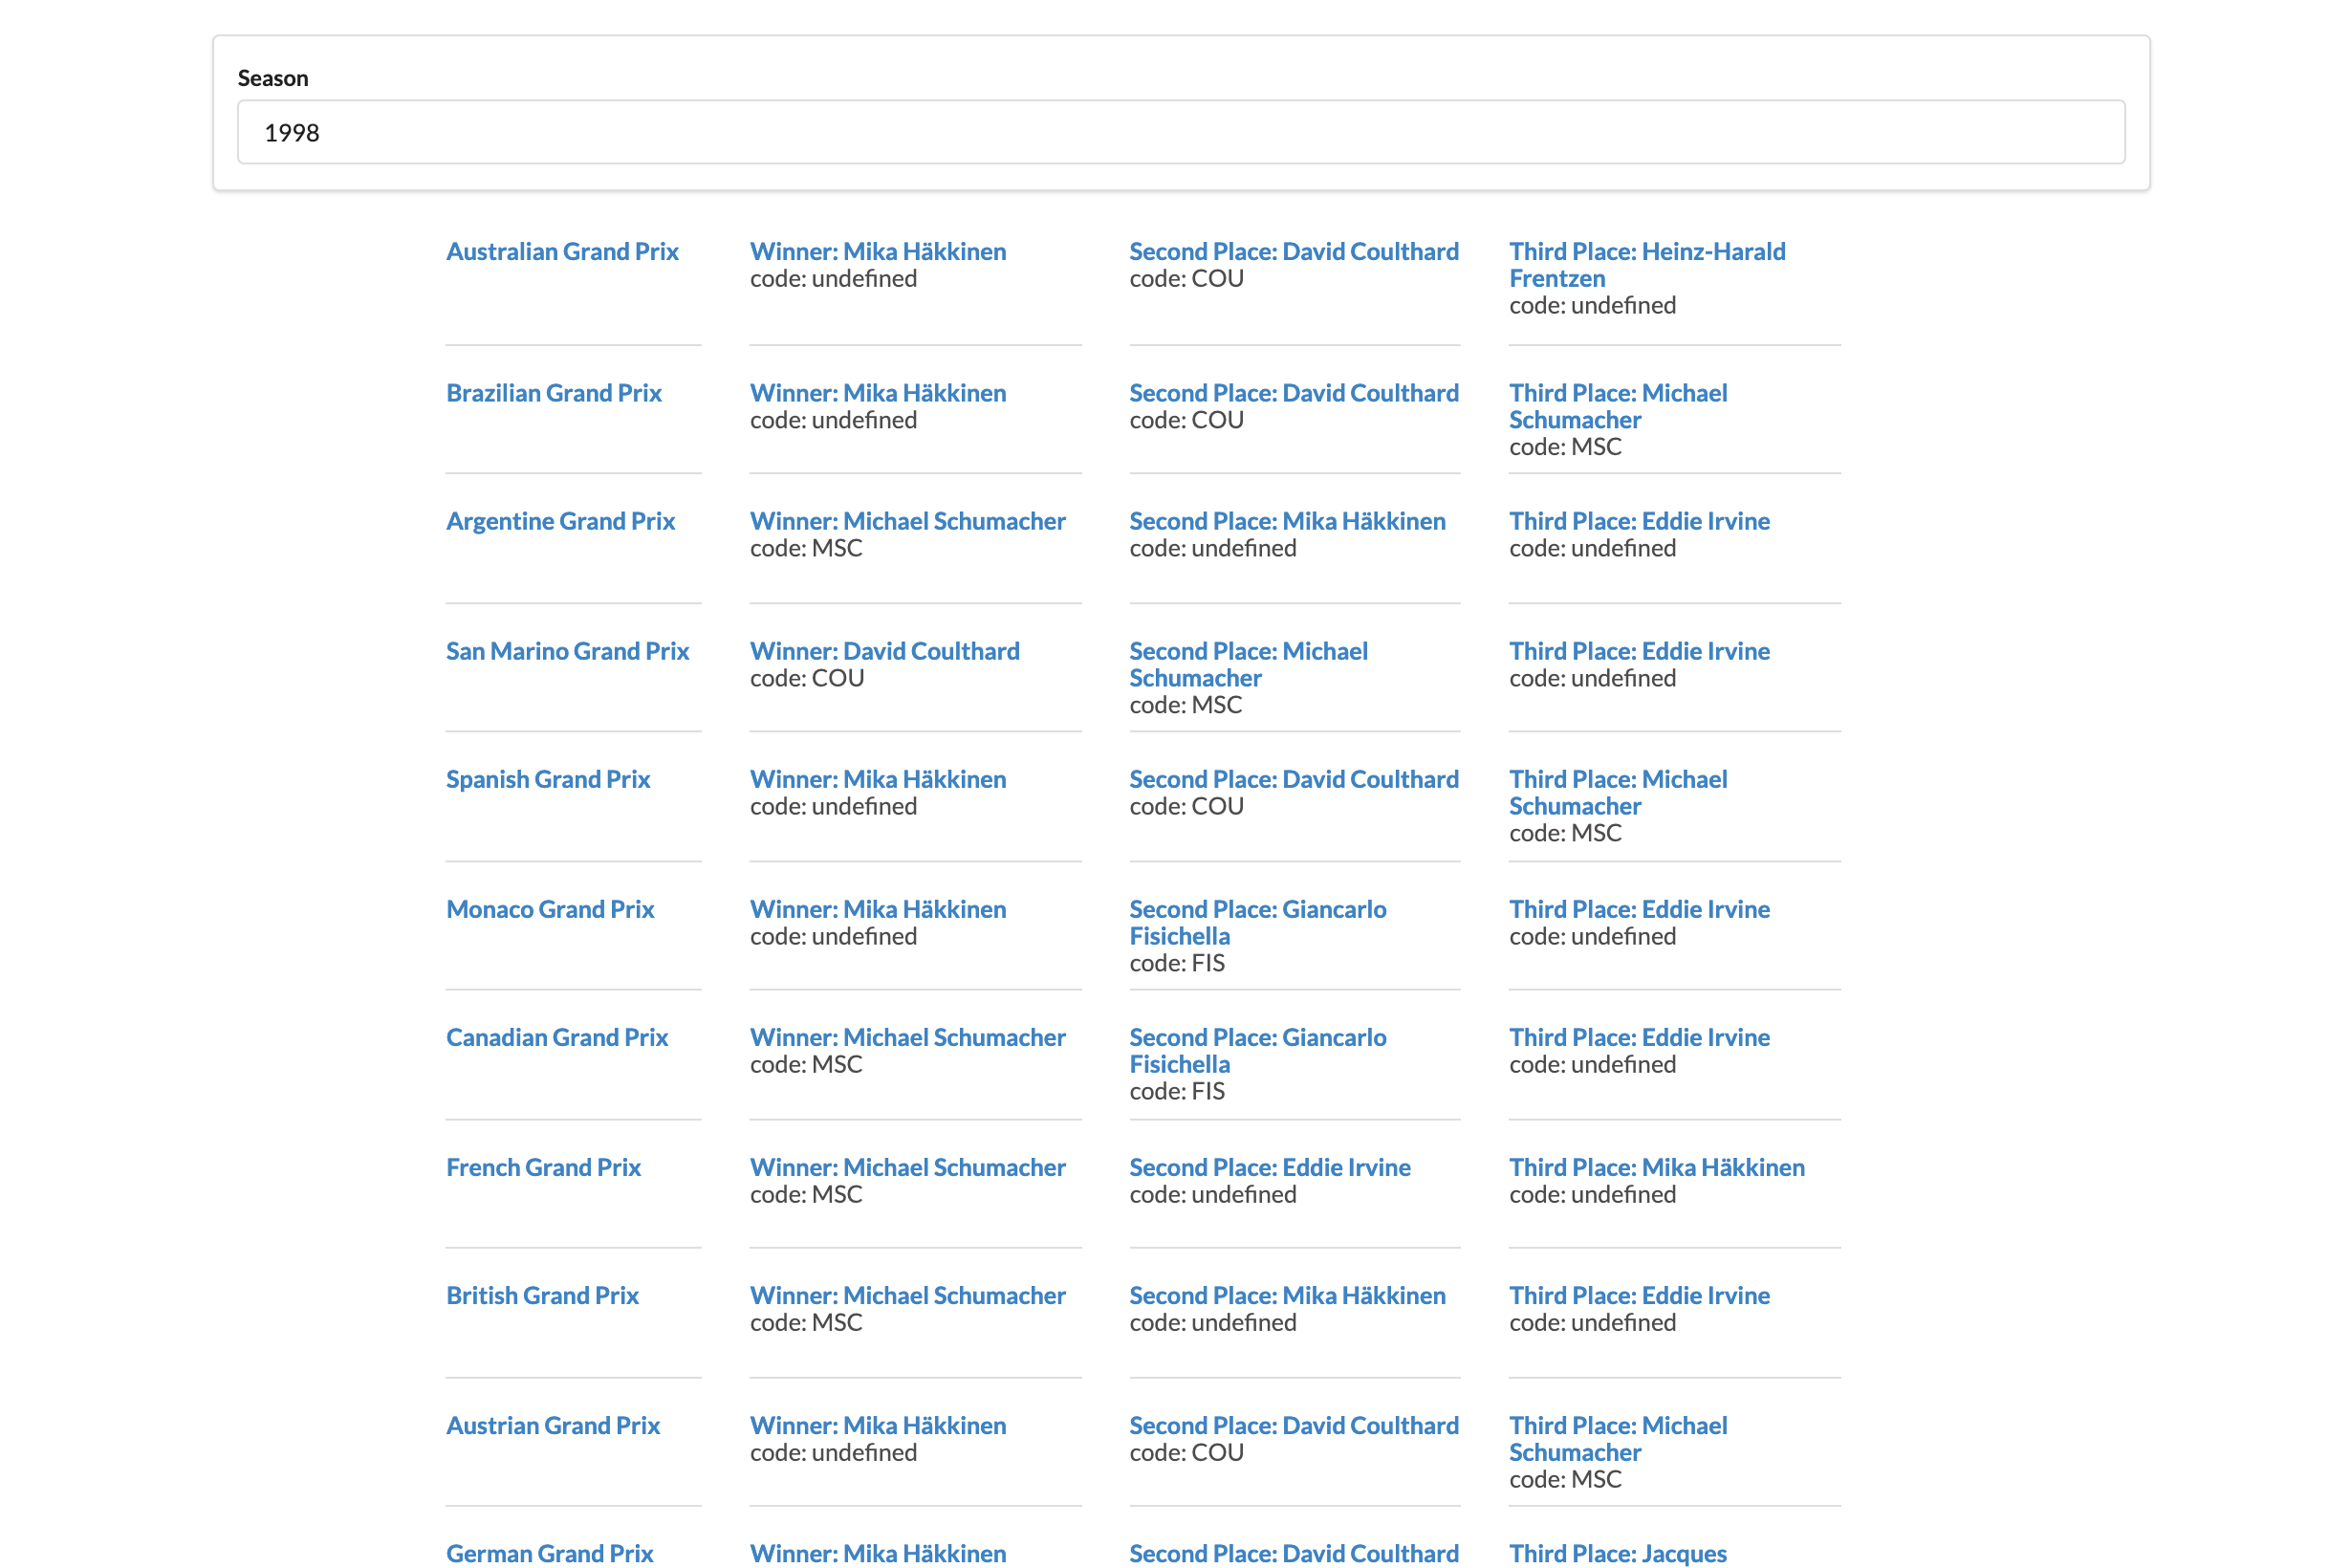 Season
1998
Australian Grand Prix
Winner: Mika Häkkinen
code: undefined
Second Place: David Coulthard
code: COU
Third Place: Heinz-Harald
Frentzen
code: undefined
Brazilian Grand Prix
Winner: Mika Häkkinen
code: undefined
Second Place: David Coulthard
code: COU
Third Place: Michael
Schumacher
code: MSC
Argentine Grand Prix
Winner: Michael Schumacher
code: MSC
Second Place: Mika Häkkinen
code: undefined
Third Place: Eddie Irvine
code: undefined
San Marino Grand Prix
Winner: David Coulthard
code: COU
Second Place: Michael
Schumacher
code: MSC
Third Place: Eddie Irvine
code: undefined
Spanish Grand Prix
Winner: Mika Häkkinen
code: undefined
Second Place: David Coulthard
code: COU
Third Place: Michael
Schumacher
code: MSC
Monaco Grand Prix
Winner: Mika Häkkinen
code: undefined
Second Place: Giancarlo
Fisichella
code: FIS
Third Place: Eddie Irvine
code: undefined
Canadian Grand Prix
Winner: Michael Schumacher
code: MSC
Second Place: Giancarlo
Fisichella
code: FIS
Third Place: Eddie Irvine
code: undefined
French Grand Prix
Winner: Michael Schumacher
code: MSC
Second Place: Eddie Irvine
code: undefined
Third Place: Mika Häkkinen
code: undefined
British Grand Prix
Winner: Michael Schumacher
code: MSC
Second Place: Mika Häkkinen
code: undefined
Third Place: Eddie Irvine
code: undefined
Austrian Grand Prix
Winner: Mika Häkkinen
code: undefined
Second Place: David Coulthard
code: COU
Third Place: Michael
Schumacher
code: MSC
German Grand Prix
Winner: Mika Häkkinen
Second Place: David Coulthard
Third Place: Jacques